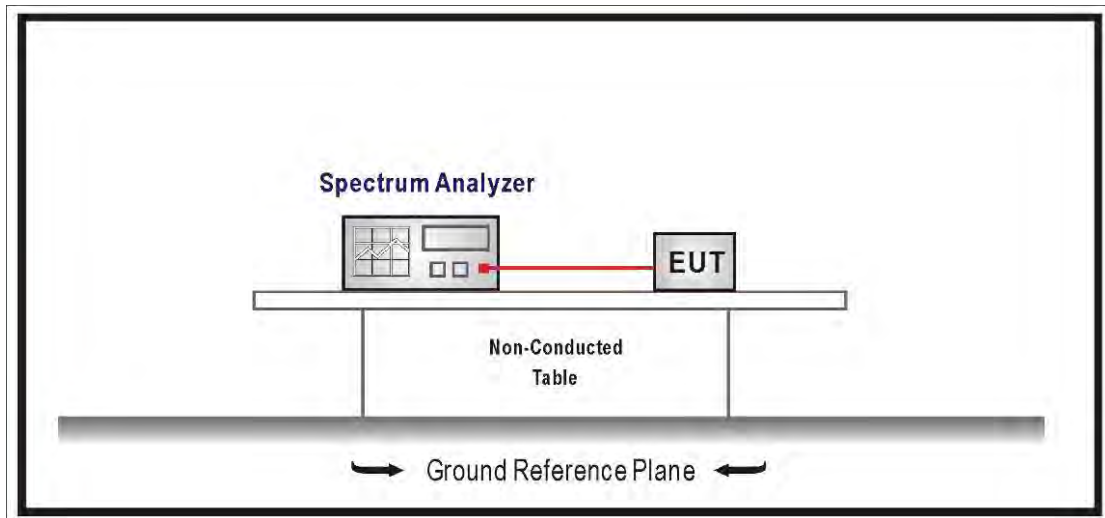 Spectrum Analyzer
EUT
Non-Conducted
Table
Ground Reference Plane